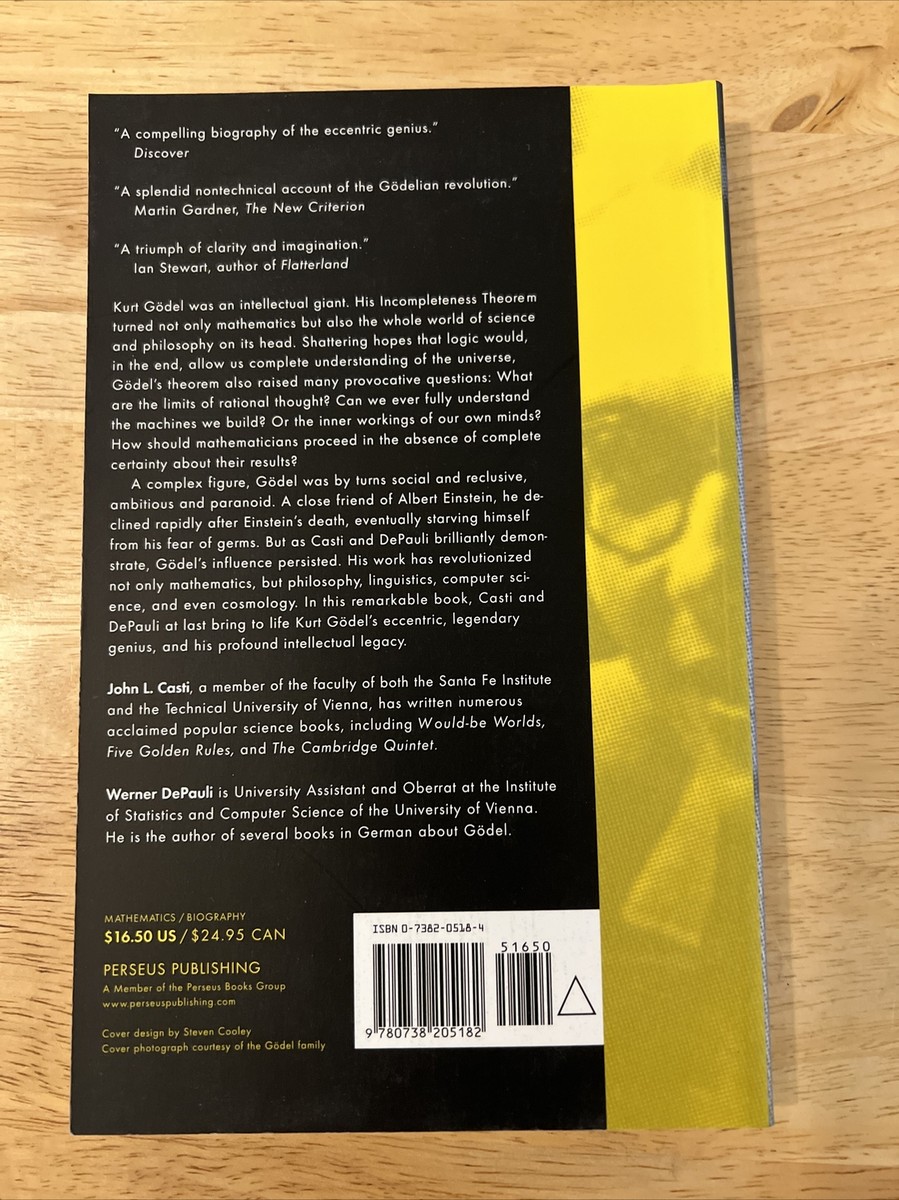 “A compelling biography of the eccentric genius.”
Discover
“A splendid nontechnical account of the Gödelian revolution.”
Martin Gardner, The New Criterion
“A triumph of clarity and imagination.”
Ian Stewart, author of Flatterland
Kurt Gödel was an intellectual giant. His Incompleteness Theorem
turned not only mathematics but also the whole world of science
and philosophy on its head. Shattering hopes that logic would,
in the end, allow us complete understanding of the universe,
Gödel’s theorem also raised many provocative questions: What
are the limits of rational thought? Can we ever fully understand
the machines we build? Or the inner workings of our own minds?
How should mathematicians proceed in the absence of complete
certainty about their results?
A complex figure, Gödel was by turns social and reclusive,
ambitious and paranoid. A close friend of Albert Einstein, he de-
clined rapidly after Einstein’s death, eventually starving himself
from his fear of germs. But as Casti and DePauli brilliantly demon-
strate, Gödel’s influence persisted. His work has revolutionized
not only mathematics, but philosophy, linguistics, computer sci-
ence, and even cosmology. In this remarkable book, Casti and
DePauli at last bring to life Kurt Gödel’s eccentric, legendary
genius, and his profound intellectual legacy.
John L. Casti, a member of the faculty of both the Santa Fe Institute
and the Technical University of Vienna, has written numerous
acclaimed popular science books, including Would-be Worlds,
Five Golden Rules, and The Cambridge Quintet.
Werner DePauli is University Assistant and Oberrat at the Institute
of Statistics and Computer Science of the University of Vienna.
He is the author of several books in German about Gödel.
MATHEMATICS / BIOGRAPHY
$16.50 US / $24.95 CAN
PERSEUS PUBLISHING
A Member of the Perseus Books Group
www.perseuspublishing.com
Cover design by Steven Cooley
Cover photograph courtesy of the Gödel family
ISBN 0-7382-0518-4
51650
9 780738 205182